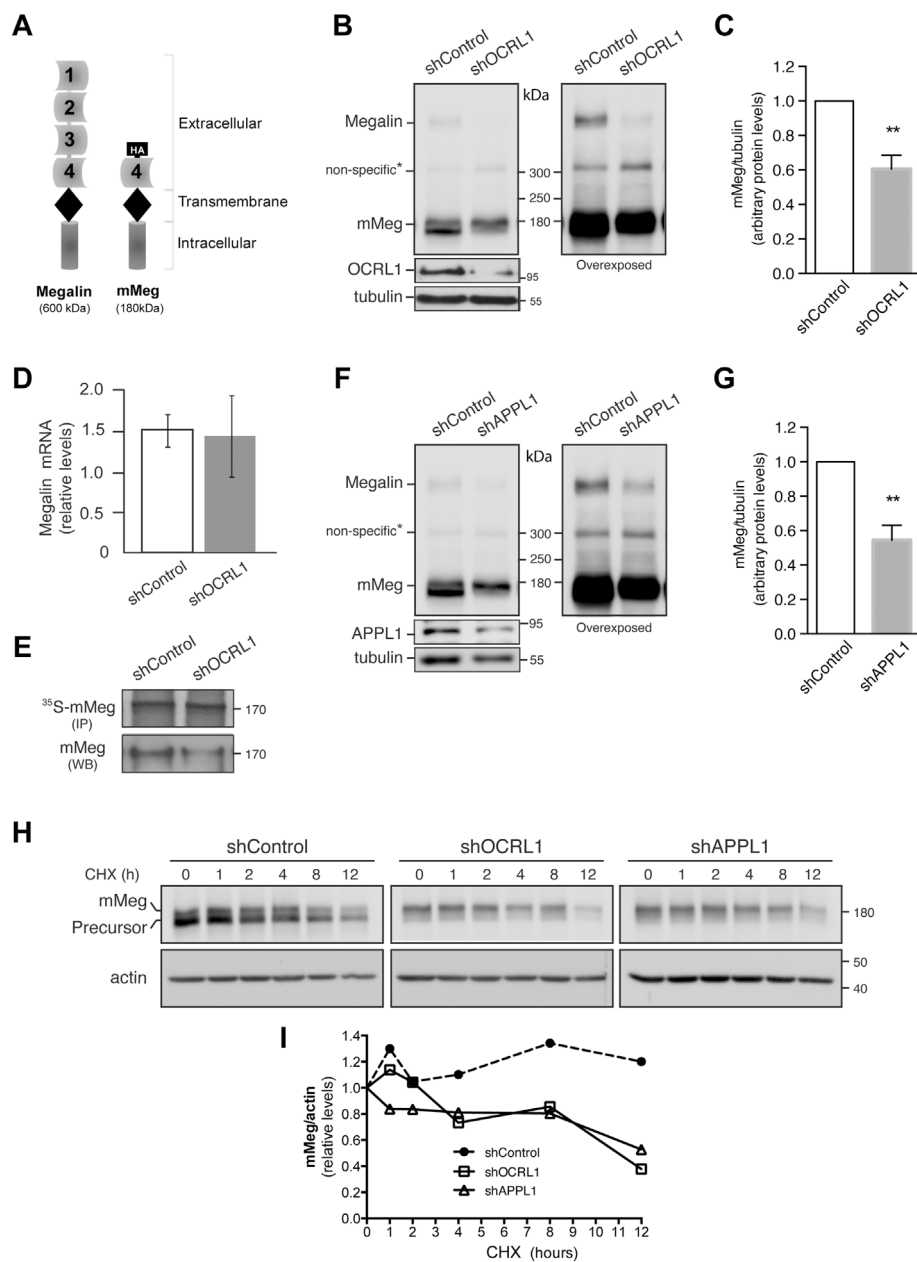 A
1
2
3
4
HA
4
Extracellular
Transmembrane
Intracellular
Megalin
(600 kDa)
mMeg
(180kDa)
B
shControl
shOCRL1
shControl
shOCRL1
kDa
Megalin
non-specific*
mMeg
300
250
180
OCRL1
95
tubulin
55
Overexposed
C
mMeg/tubulin
(arbitrary protein levels)
1.2
1.0
0.8
0.6
0.4
0.2
0.0
**
shControl
shOCRL1
D
Megalin mRNA
(relative levels)
2.0
1.5
1.0
0.5
0
shControl
shOCRL1
E
shControl
shOCRL1
35S-mMeg
(IP)
170
mMeg
(WB)
170
F
shControl
shAPPL1
shControl
shAPPL1
kDa
Megalin
non-specific*
mMeg
300
250
180
APPL1
95
tubulin
55
Overexposed
G
mMeg/tubulin
(arbitrary protein levels)
1.2
1.0
0.8
0.6
0.4
0.2
0.0
**
shControl
shAPPL1
H
shControl
shOCRL1
shAPPL1
CHX (h) 0 1 2 4 8 12 0 1 2 4 8 12 0 1 2 4 8 12
mMeg
Precursor
180
actin
50
40
I
mMeg/actin
(relative levels)
1.4
1.2
1.0
0.8
0.6
0.4
0.2
0.0
shControl
shOCRL1
shAPPL1
0 1 2 3 4 5 6 7 8 9 10 11 12
CHX (hours)